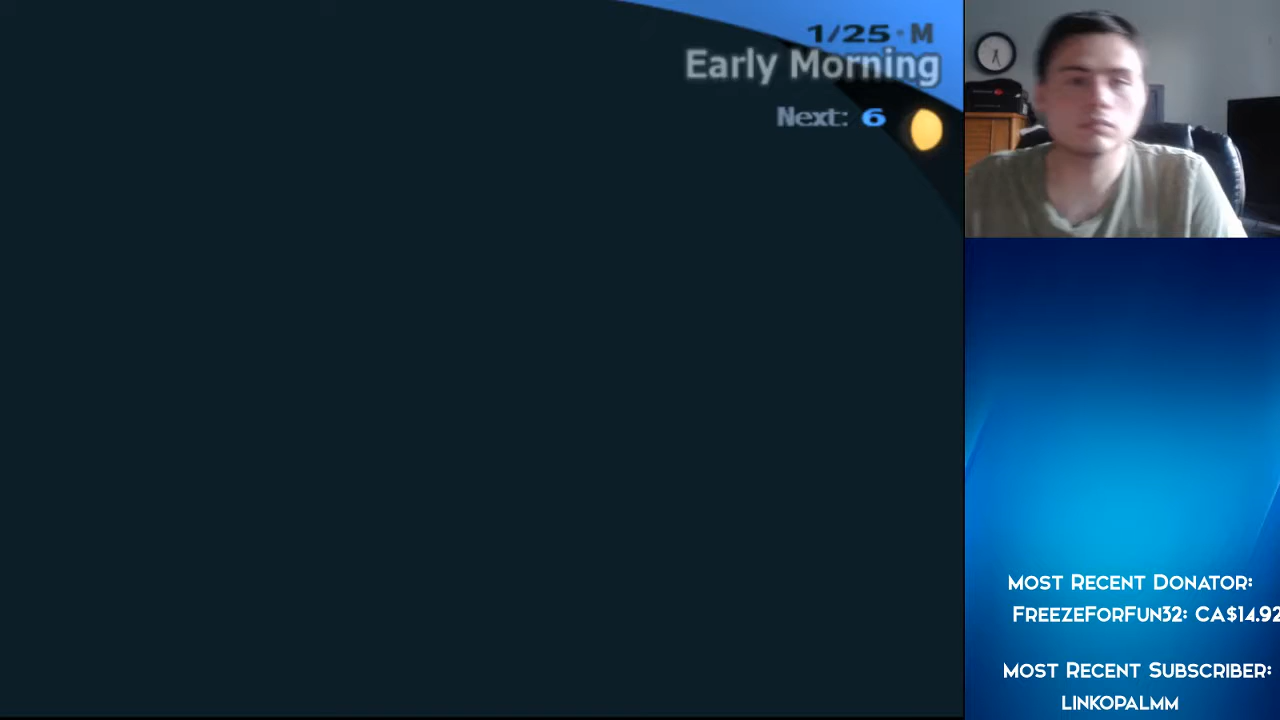 1/25 · M
Early Morning
Next: 6
Most Recent Donator:
FreezeForFun32: CA$14.92
Most Recent Subscriber:
linkopalmm